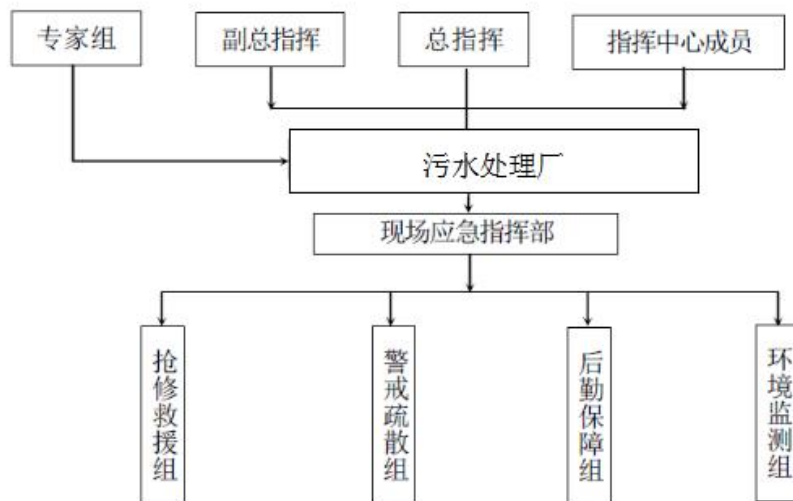 专家组
副总指挥
总指挥
指挥中心成员
污水处理厂
现场应急指挥部
抢修救援组
警戒疏散组
后勤保障组
环境监测组